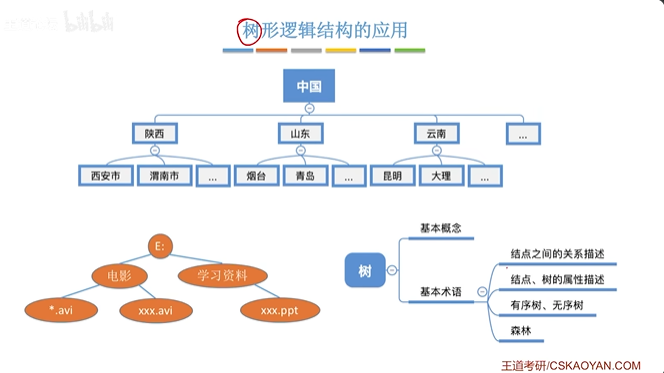 树形逻辑结构的应用
中国
陕西
山东
云南
...
西安市
渭南市
...
烟台
青岛
...
昆明
大理
...
E:
电影
学习资料
*.avi
xxx.avi
xxx.ppt
树
基本概念
基本术语
结点之间的关系描述
结点、树的属性描述
有序树、无序树
森林
王道考研/CSKAOYAN.COM
bilibili